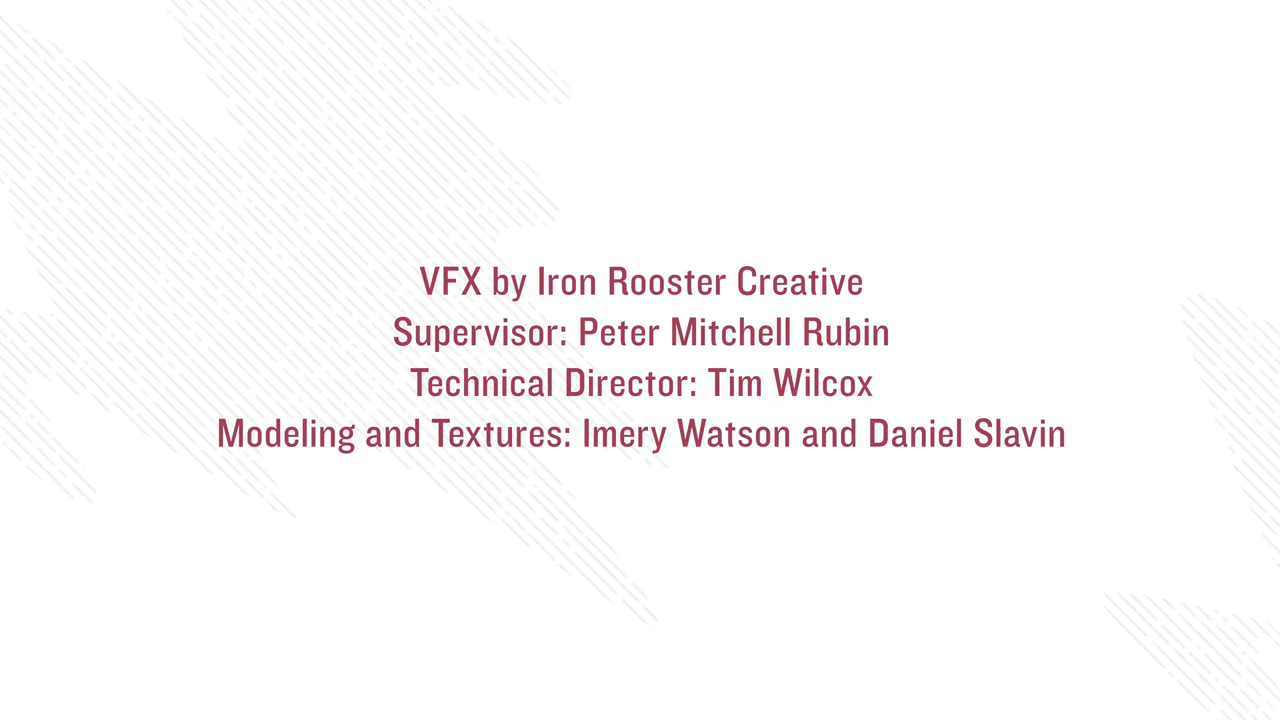 VFX by Iron Rooster Creative
Supervisor: Peter Mitchell Rubin
Technical Director: Tim Wilcox
Modeling and Textures: Imery Watson and Daniel Slavin